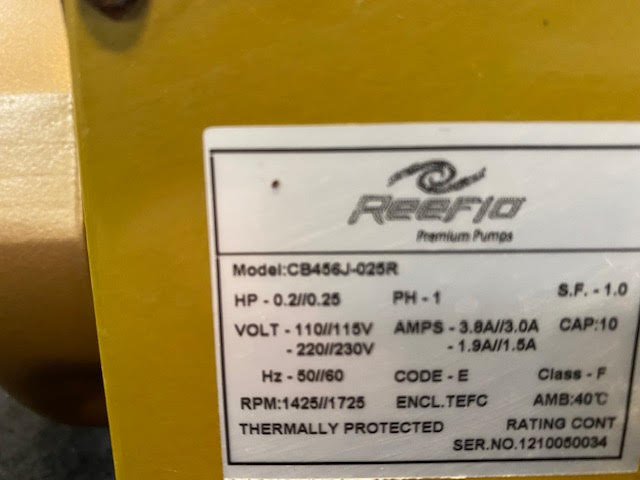 ReeFlo
Premium Pumps
Model:CB456J-025R
HP - 0.2//0.25 PH - 1 S.F. - 1.0
VOLT - 110//115V AMPS - 3.8A//3.0A CAP:10
- 220//230V - 1.9A//1.5A
Hz - 50//60 CODE - E Class - F
RPM:1425//1725 ENCL.TEFC AMB:40℃
THERMALLY PROTECTED RATING CONT
SER.NO.1210050034